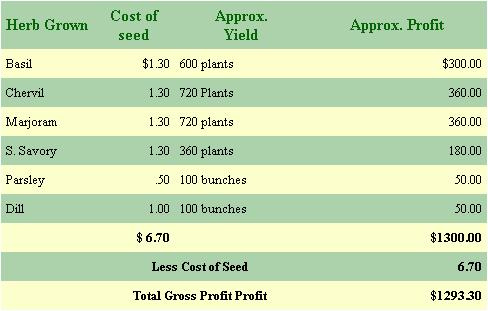 Herb Grown Cost of seed Approx. Yield Approx. Profit
Basil $1.30 600 plants $300.00
Chervil 1.30 720 Plants 360.00
Marjoram 1.30 720 plants 360.00
S. Savory 1.30 360 plants 180.00
Parsley .50 100 bunches 50.00
Dill 1.00 100 bunches 50.00
$ 6.70 $1300.00
Less Cost of Seed 6.70
Total Gross Profit Profit $1293.30